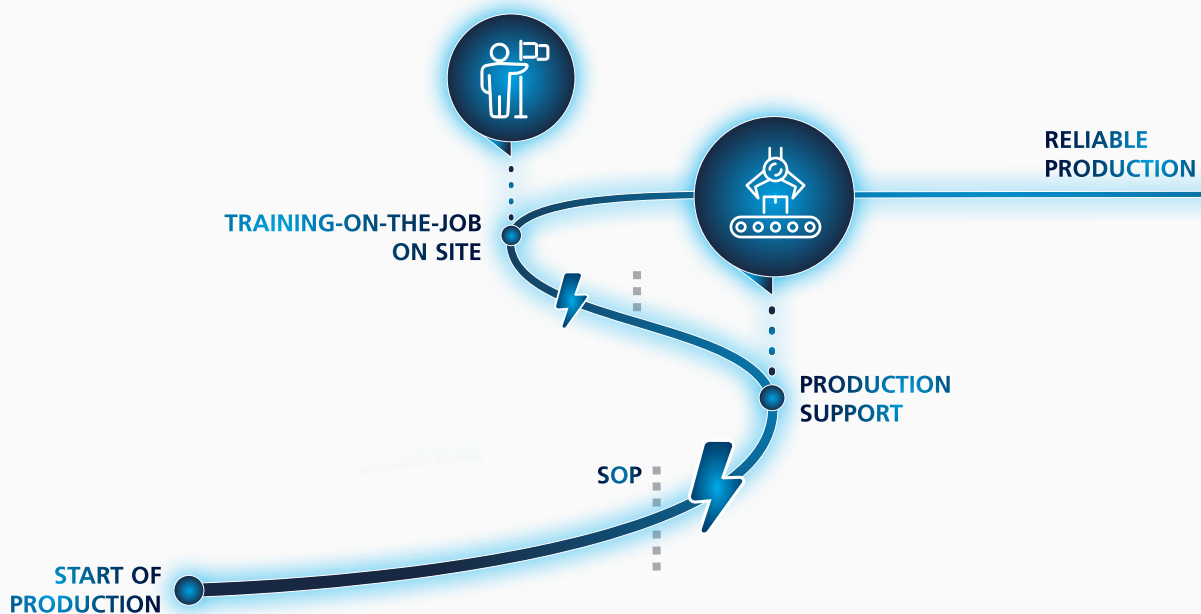 RELIABLE
PRODUCTION
TRAINING-ON-THE-JOB
ON SITE
PRODUCTION
SUPPORT
SOP
START OF
PRODUCTION